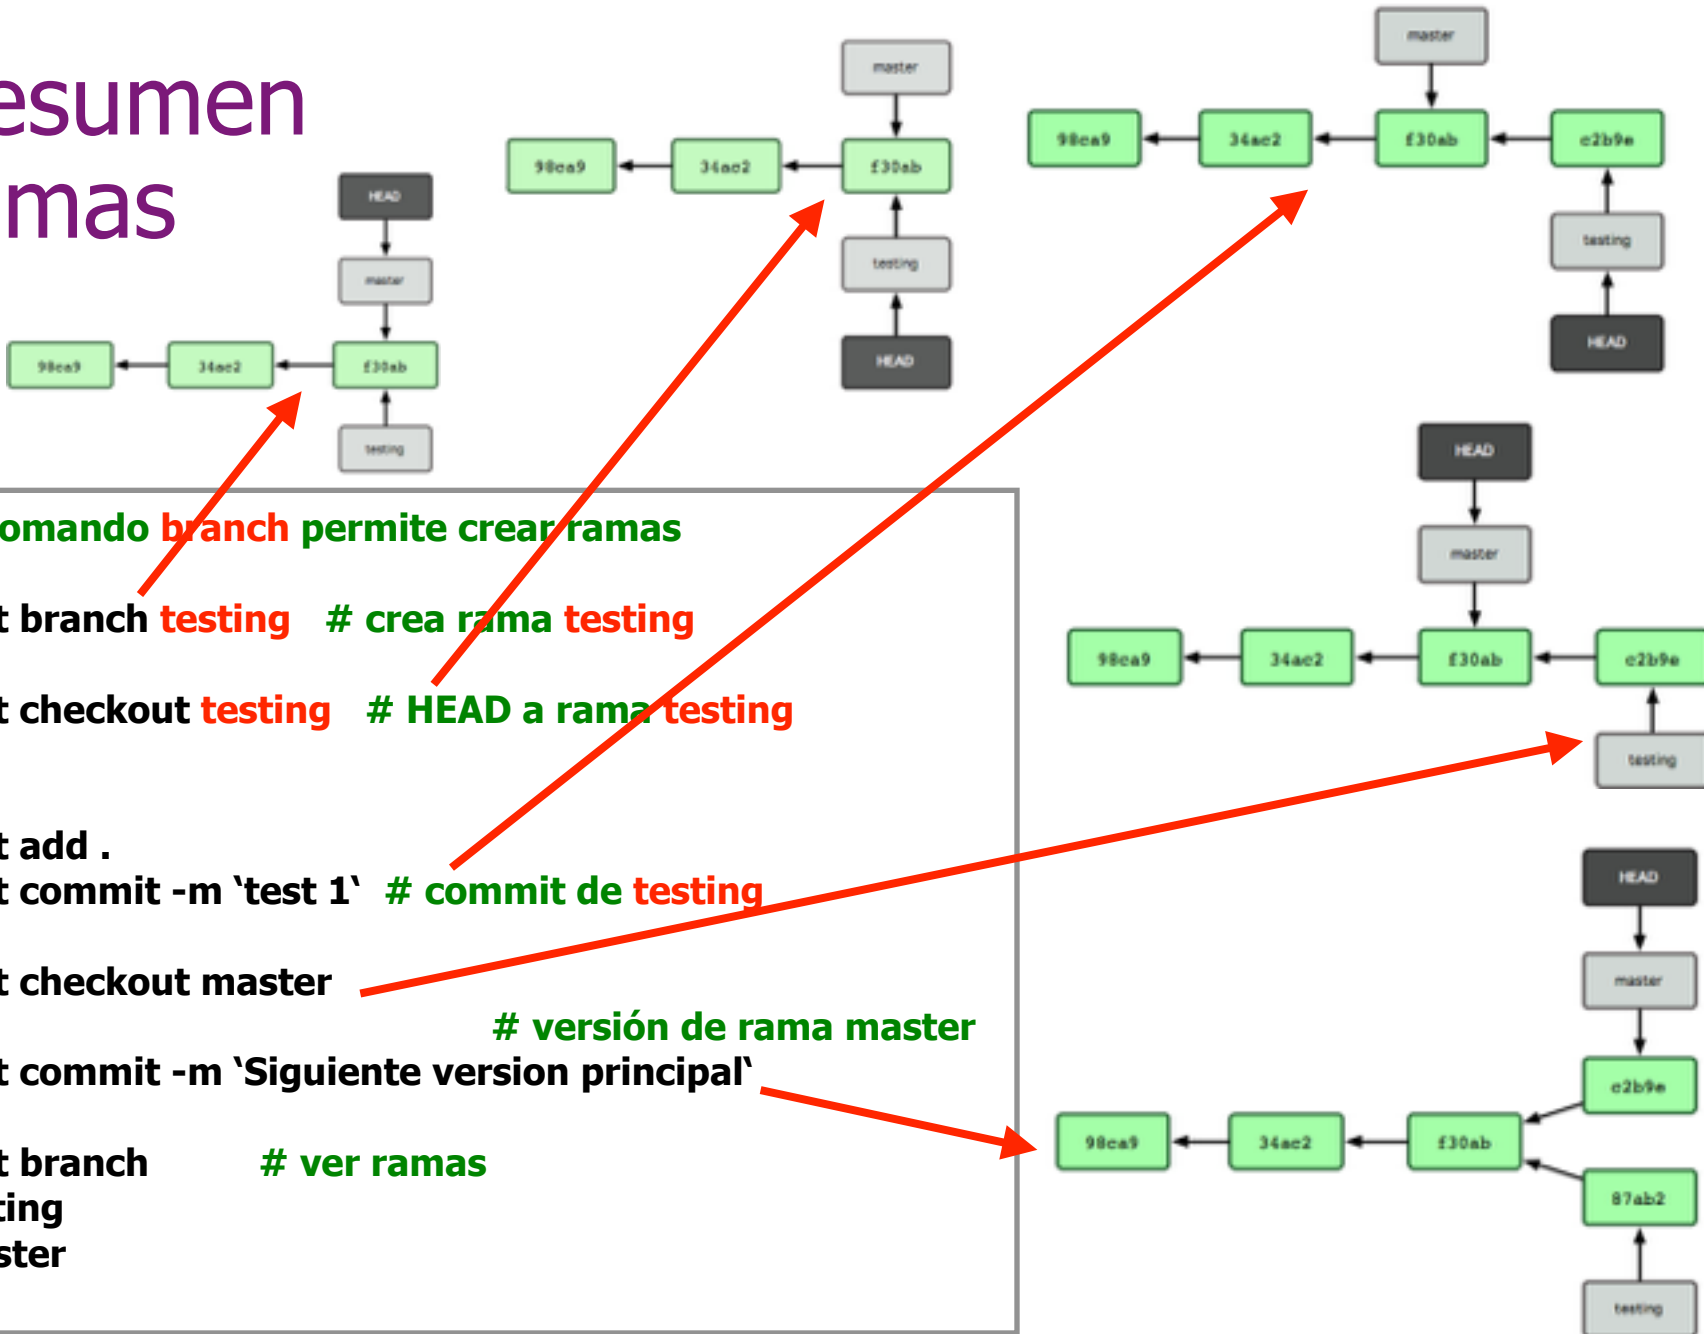 esumen
mas
HEAD
master
98ca9 34ac2 f30ab
testing
master
98ca9 34ac2 f30ab
testing
HEAD
master
98ca9 34ac2 f30ab c2b9e
testing
HEAD
omando branch permite crear ramas
t branch testing # crea rama testing
t checkout testing # HEAD a rama testing
t add .
t commit -m ‘test 1‘ # commit de testing
t checkout master
# versión de rama master
t commit -m ‘Siguiente version principal‘
t branch # ver ramas
ting
ster
HEAD
master
98ca9 34ac2 f30ab c2b9e
testing
HEAD
master
c2b9e
98ca9 34ac2 f30ab
87ab2
testing